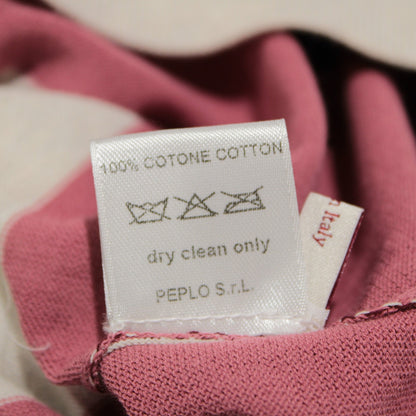 100% COTONE COTTON
dry clean only
PEPLO S.r.L.
Italy